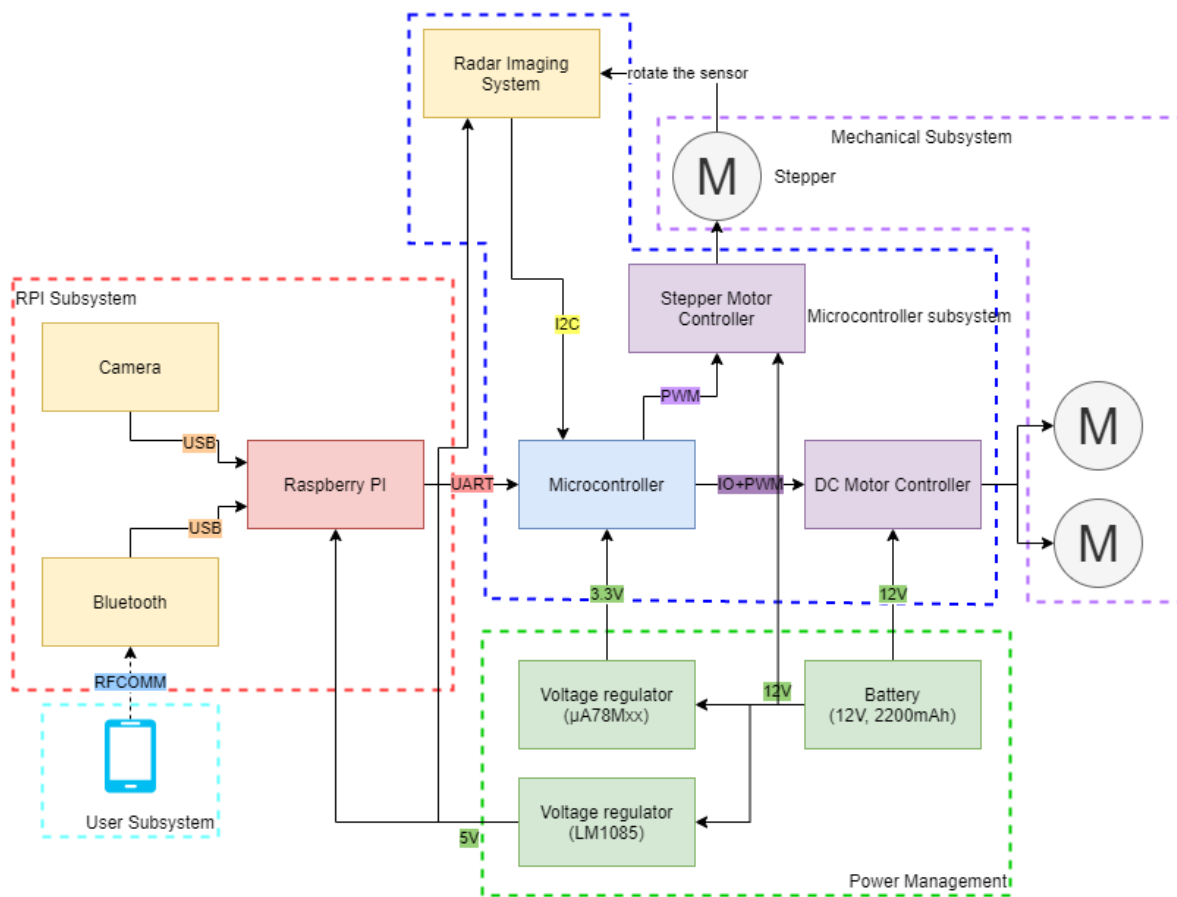 Radar Imaging
System
rotate the sensor
Mechanical Subsystem
M
Stepper
RPI Subsystem
Stepper Motor
Controller
Microcontroller subsystem
I2C
Camera
PWM
M
USB
Raspberry PI
UART
Microcontroller
IO+PWM
DC Motor Controller
USB
M
Bluetooth
3.3V
12V
RFCOMM
Voltage regulator
(µA78Mxx)
12V
Battery
(12V, 2200mAh)
User Subsystem
Voltage regulator
(LM1085)
5V
Power Management